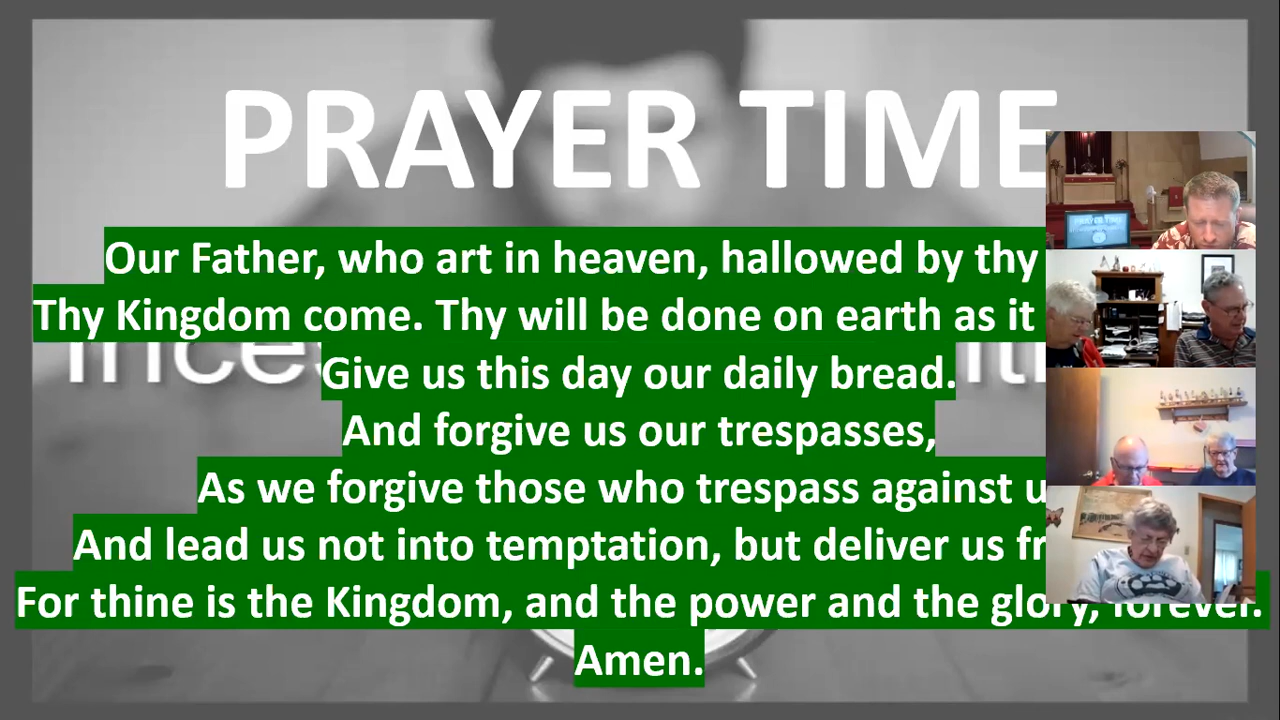 PRAYER TIME
Our Father, who art in heaven, hallowed by thy
Thy Kingdom come. Thy will be done on earth as it
Give us this day our daily bread.
And forgive us our trespasses,
As we forgive those who trespass against u
And lead us not into temptation, but deliver us fr
For thine is the Kingdom, and the power and the glory, forever.
Amen.
PRAYER TIME